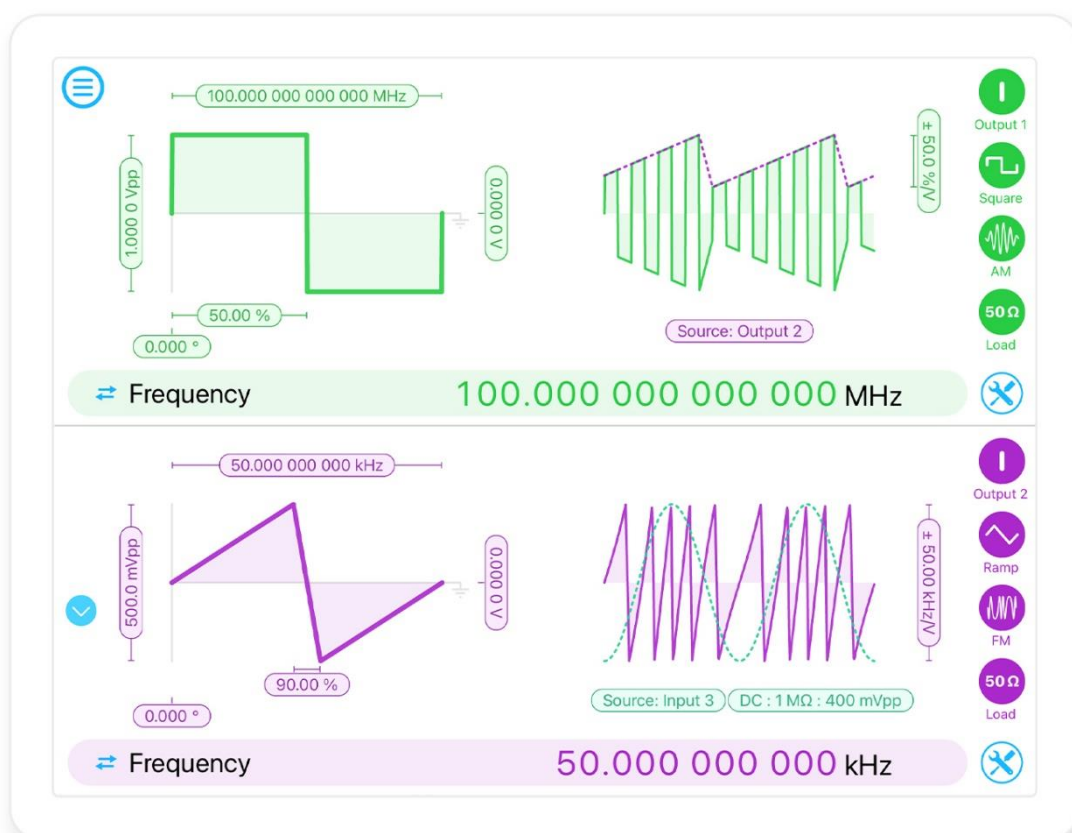 100.000 000 000 000 MHz
1.000 0 Vpp
0.000 0 V
50.00 %
0.000 °
± 50.0 %/V
Source: Output 2
Output 1
Square
AM
50 Ω
Load
Frequency
100.000 000 000 000 MHz
50.000 000 000 kHz
500.0 mVpp
0.000 0 V
90.00 %
0.000 °
± 50.00 kHz/V
Source: Input 3
DC : 1 MΩ : 400 mVpp
Output 2
Ramp
FM
50 Ω
Load
Frequency
50.000 000 000 kHz